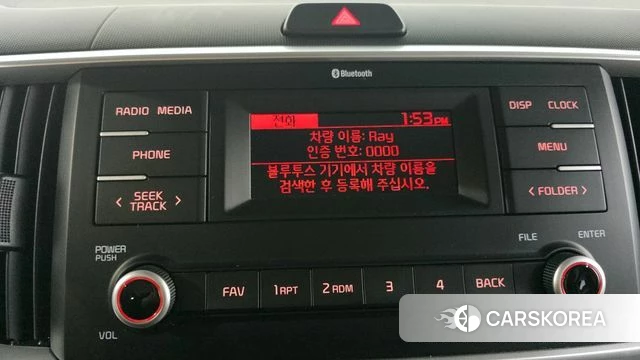 Bluetooth
RADIO MEDIA
PHONE
< SEEK TRACK >
전화 1:53 PM
차량 이름: Ray
인증 번호: 0000
블루투스 기기에서 차량 이름을
검색한 후 등록해 주십시오.
DISP CLOCK
MENU
< FOLDER >
POWER
PUSH
VOL
FILE
ENTER
FAV 1 RPT 2 RDM 3 4 BACK
CARSKOREA